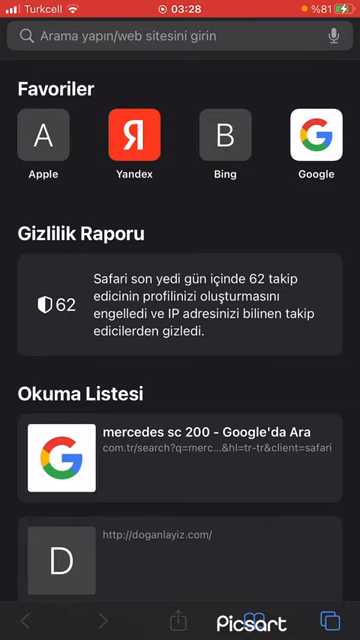 Turkcell 03:28 %81
Arama yapın/web sitesini girin
Favoriler
A Я B G
Apple Yandex Bing Google
Gizlilik Raporu
62
Safari son yedi gün içinde 62 takip
edicinin profilinizi oluşturmasını
engelledi ve IP adresinizi bilinen takip
edicilerden gizledi.
Okuma Listesi
G
mercedes sc 200 - Google'da Ara
com.tr/search?q=merc...&hl=tr-tr&client=safari
D
http://doganlayiz.com/
Picsart